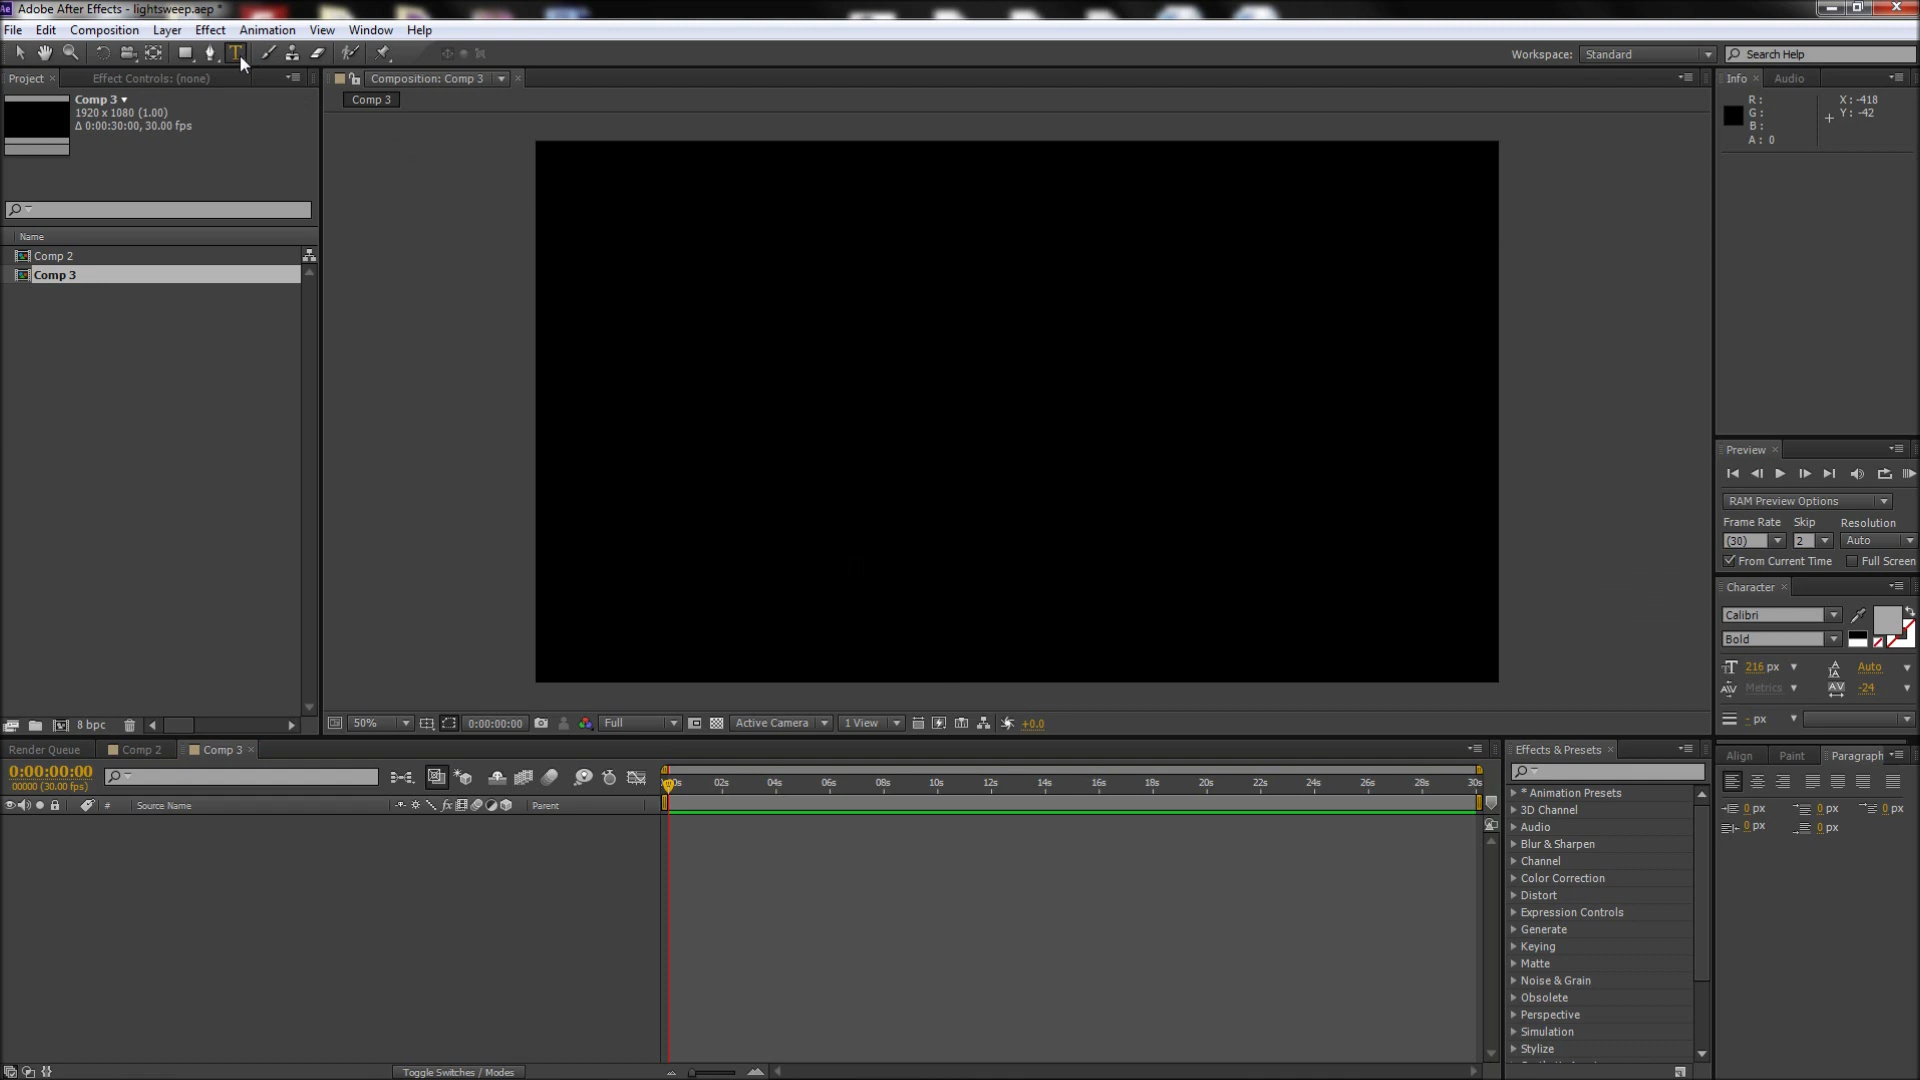 Ae Adobe After Effects - lightsweep.aep *
File Edit Composition Layer Effect Animation View Window Help
T
Workspace: Standard
Search Help
Project × Effect Controls: (none)
Composition: Comp 3 ×
Info × Audio
Comp 3
1920 x 1080 (1.00)
Δ 0:00:30:00, 30.00 fps
Comp 3
R:
G:
B:
A: 0
X: -418
Y: -42
Name
Comp 2
Comp 3
Preview ×
RAM Preview Options
Frame Rate Skip Resolution
(30) 2 Auto
From Current Time Full Screen
Character ×
Calibri
Bold
216 px Auto
Metrics -24
- px
8 bpc
50% 0:00:00:00 Full Active Camera 1 View +0.0
Render Queue Comp 2 Comp 3 ×
0:00:00:00
00000 (30.00 fps)
# Source Name Parent
02s 04s 06s 08s 10s 12s 14s 16s 18s 20s 22s 24s 26s 28s 30s
Effects & Presets ×
* Animation Presets
3D Channel
Audio
Blur & Sharpen
Channel
Color Correction
Distort
Expression Controls
Generate
Keying
Matte
Noise & Grain
Obsolete
Perspective
Simulation
Stylize
Align Paint Paragraph
0 px 0 px 0 px
0 px 0 px
Toggle Switches / Modes